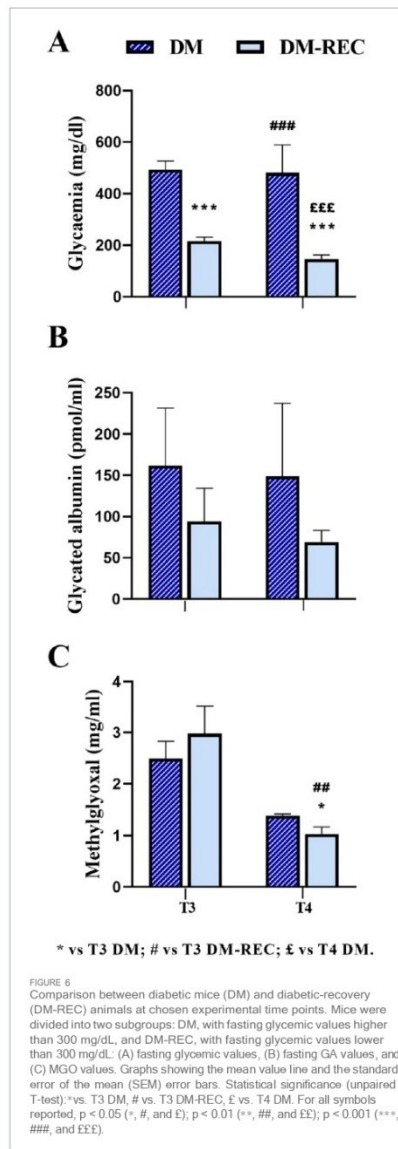 A
DM DM-REC
Glycaemia (mg/dl)
800
600
400
200
0
***
###
£££
***
B
Glycated albumin (pmol/ml)
250
200
150
100
50
0
C
Methylglyoxal (mg/ml)
4
3
2
1
0
##
*
T3 T4
* vs T3 DM; # vs T3 DM-REC; £ vs T4 DM.
FIGURE 6
Comparison between diabetic mice (DM) and diabetic-recovery
(DM-REC) animals at chosen experimental time points. Mice were
divided into two subgroups: DM, with fasting glycemic values higher
than 300 mg/dL, and DM-REC, with fasting glycemic values lower
than 300 mg/dL: (A) fasting glycemic values, (B) fasting GA values, and
(C) MGO values. Graphs showing the mean value line and the standard
error of the mean (SEM) error bars. Statistical significance (unpaired
T-test):*vs. T3 DM, # vs. T3 DM-REC, £ vs. T4 DM. For all symbols
reported, p < 0.05 (*, #, and £); p < 0.01 (**, ##, and ££); p < 0.001 (***,
###, and £££).